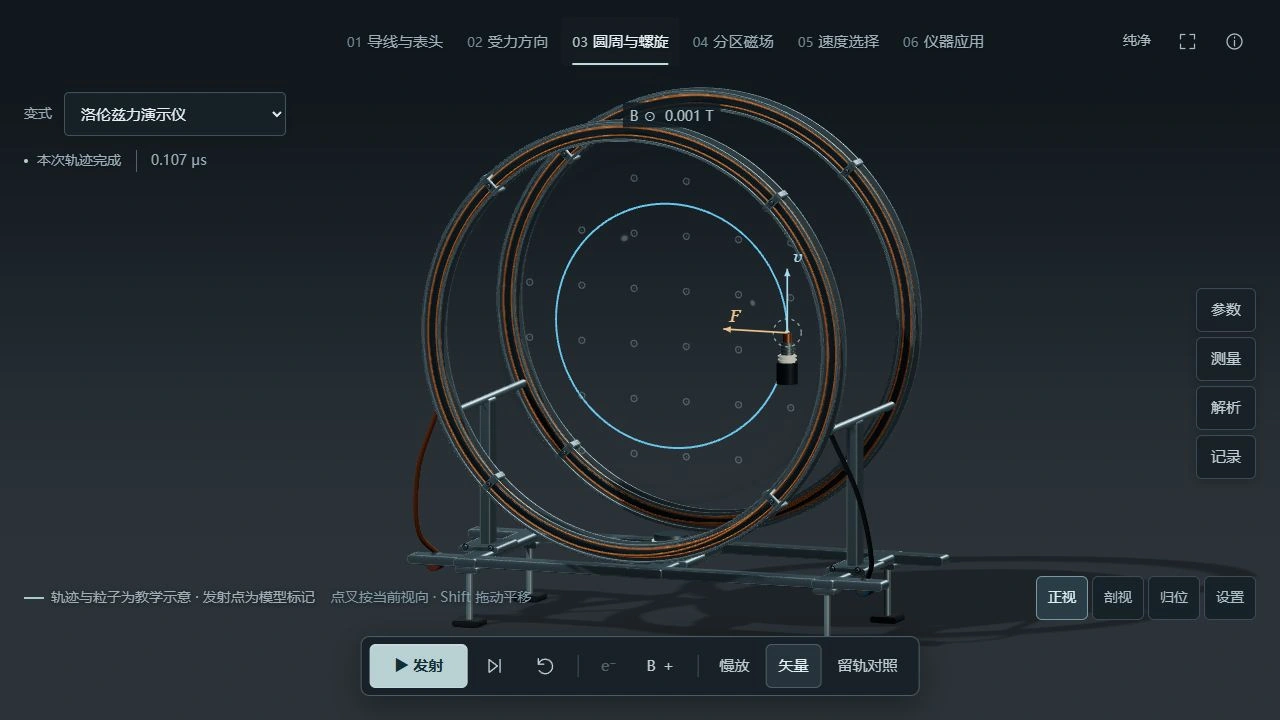 01 导线与表头 02 受力方向 03 圆周与螺旋 04 分区磁场 05 速度选择 06 仪器应用 纯净
变式 洛伦兹力演示仪
B ⊙ 0.001 T
• 本次轨迹完成 0.107 μs
v
F
参数
测量
解析
记录
轨迹与粒子为教学示意 · 发射点为模型标记 点叉按当前视向 · Shift 拖动平移
正视 剖视 归位 设置
▶ 发射 e⁻ B + 慢放 矢量 留轨对照